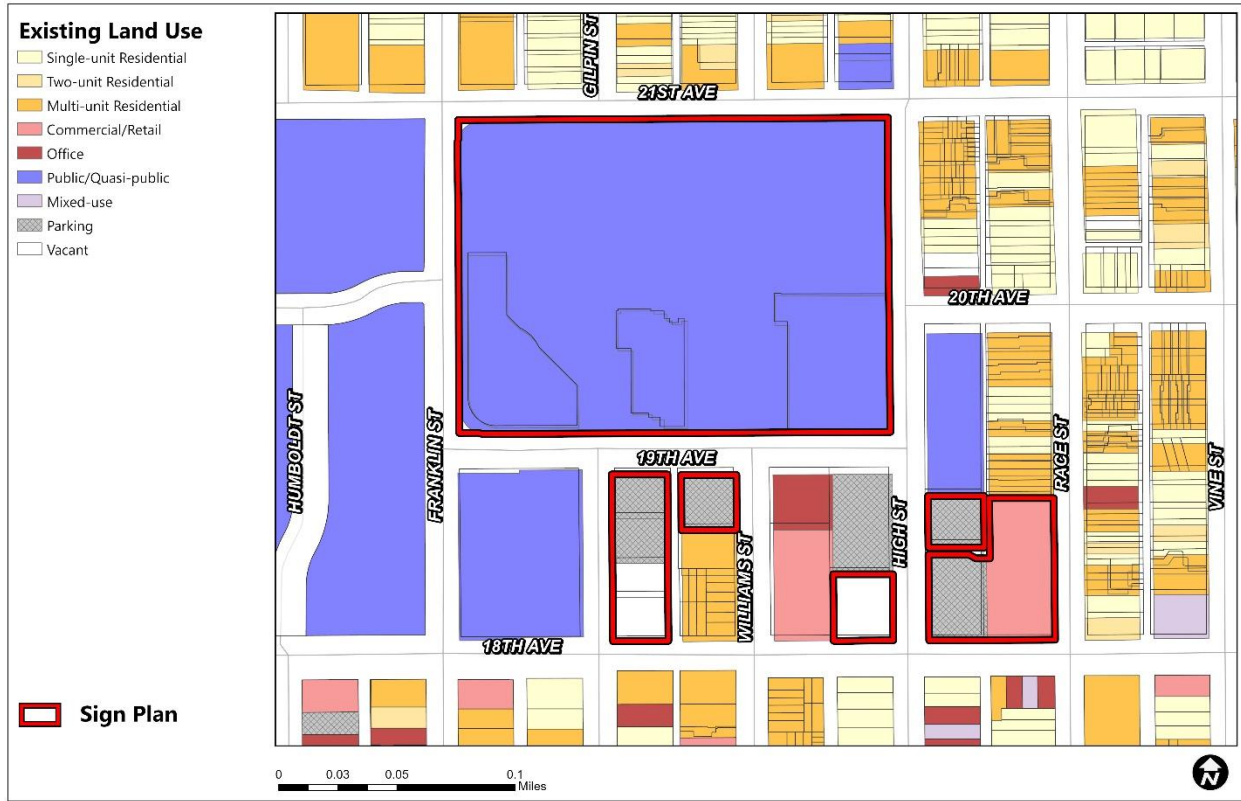 Existing Land Use
Single-unit Residential
Two-unit Residential
Multi-unit Residential
Commercial/Retail
Office
Public/Quasi-public
Mixed-use
Parking
Vacant
GILPIN ST
21ST AVE
20TH AVE
HUMBOLDT ST
FRANKLIN ST
19TH AVE
WILLIAMS ST
HIGH ST
RACE ST
VINE ST
18TH AVE
Sign Plan
0 0.03 0.05 0.1
Miles
N